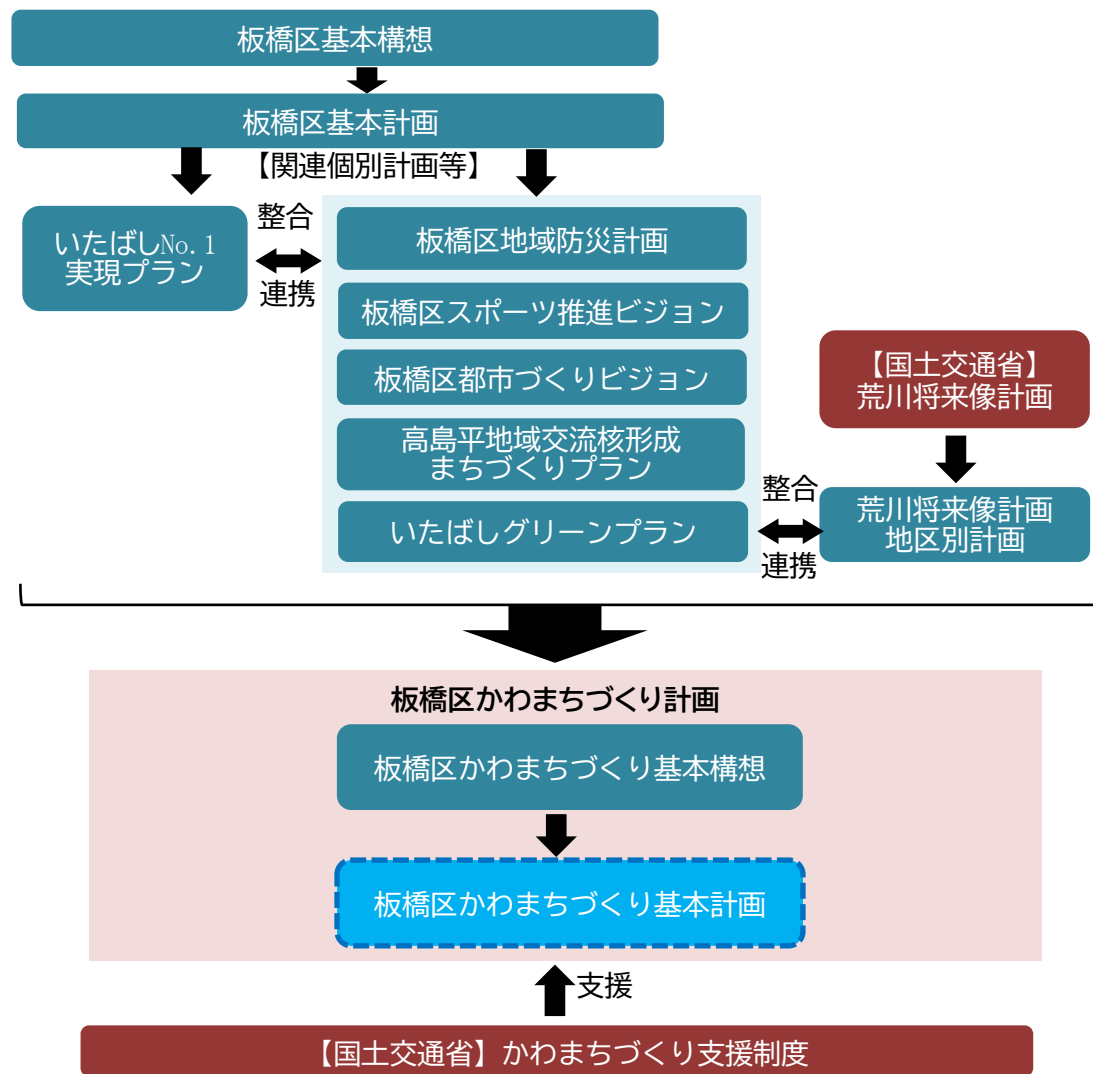 板橋区基本構想
板橋区基本計画
【関連個別計画等】
いたばしNo.1
実現プラン
整合
連携
板橋区地域防災計画
板橋区スポーツ推進ビジョン
板橋区都市づくりビジョン
高島平地域交流核形成
まちづくりプラン
いたばしグリーンプラン
【国土交通省】
荒川将来像計画
整合
連携
荒川将来像計画
地区別計画
板橋区かわまちづくり計画
板橋区かわまちづくり基本構想
板橋区かわまちづくり基本計画
支援
【国土交通省】かわまちづくり支援制度